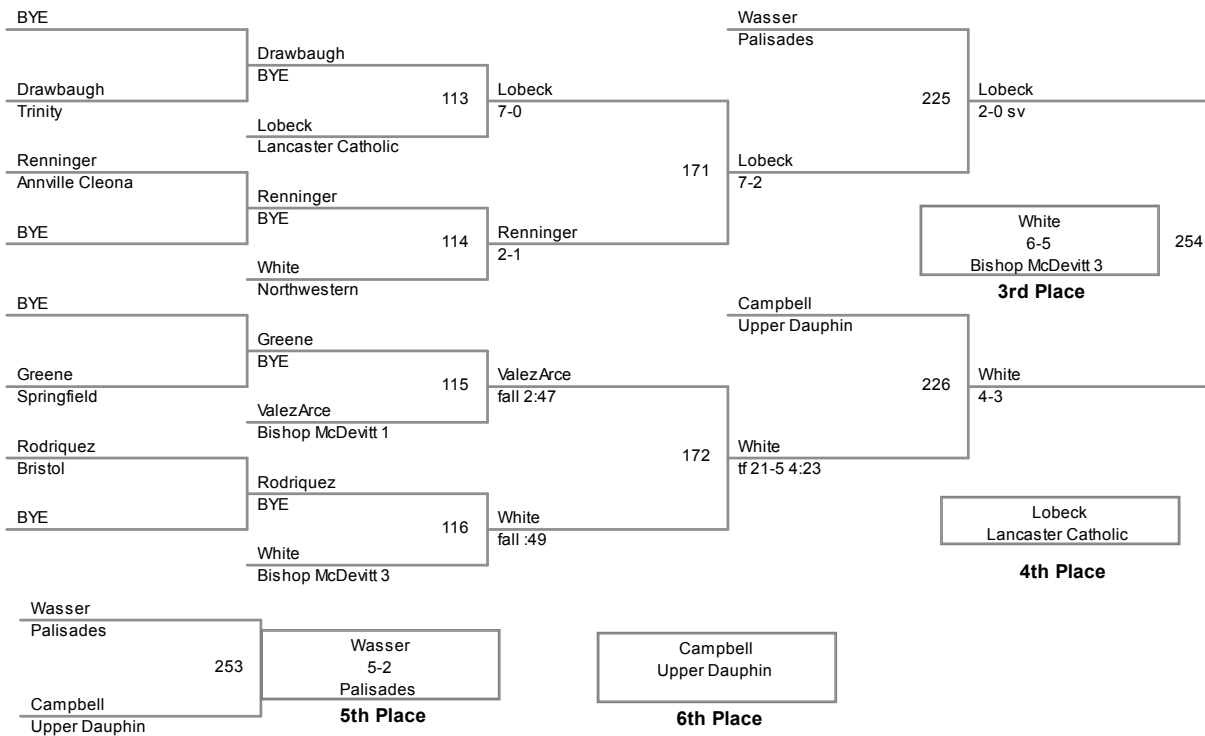 BYE
Drawbaugh
Trinity
Renninger
Annville Cleona
BYE
BYE
Greene
Springfield
Rodriquez
Bristol
BYE
Drawbaugh
BYE
113
Lobeck
Lancaster Catholic
Renninger
BYE
114
White
Northwestern
Greene
BYE
115
ValezArce
Bishop McDevitt 1
Rodriquez
BYE
116
White
Bishop McDevitt 3
Lobeck
7-0
171
Renninger
2-1
ValezArce
fall 2:47
172
White
fall :49
Wasser
Palisades
225
Lobeck
7-2
Campbell
Upper Dauphin
226
White
tf 21-5 4:23
Lobeck
2-0 sv
White
6-5
Bishop McDevitt 3
254
3rd Place
White
4-3
Lobeck
Lancaster Catholic
4th Place
Wasser
Palisades
253
Campbell
Upper Dauphin
Wasser
5-2
Palisades
5th Place
Campbell
Upper Dauphin
6th Place